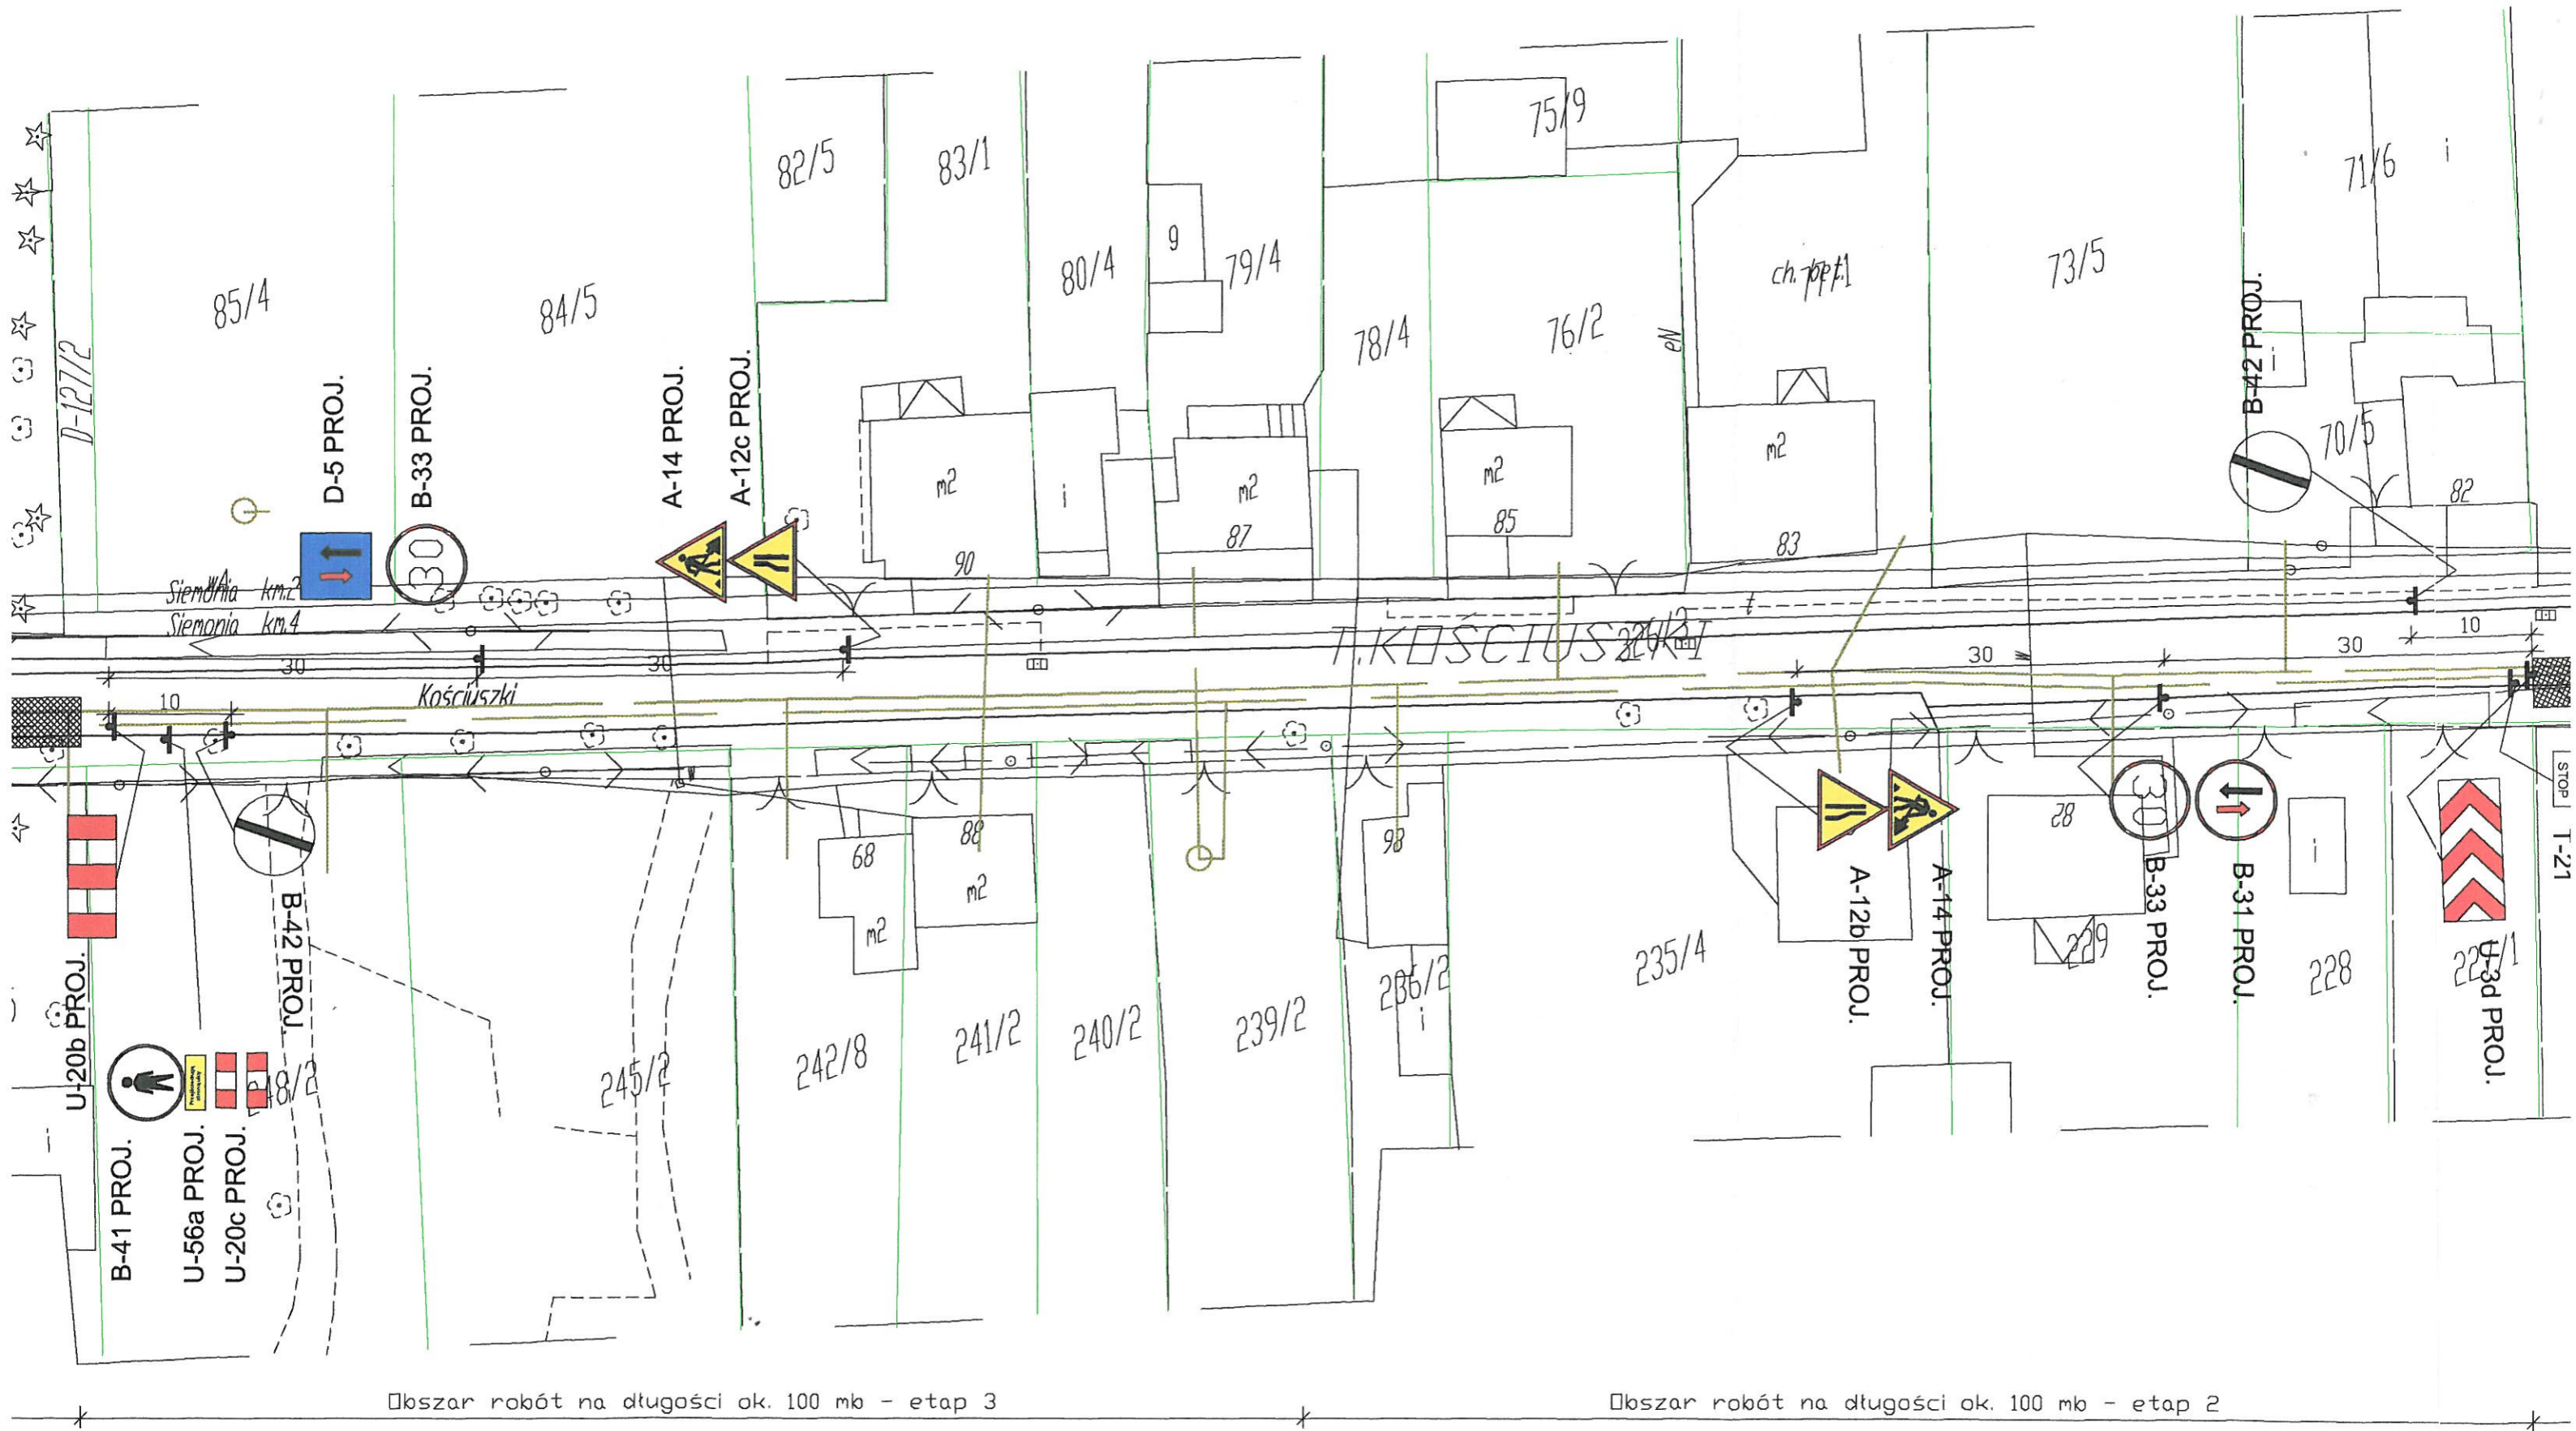 75/9
71/6
i
82/5
83/1
9
79/4
80/4
73/5
85/4
84/5
78/4
76/2
eN
D-127/2
D-5 PROJ.
B-33 PROJ.
A-14 PROJ.
A-12c PROJ.
B-42 PROJ.
i
70/5
82
m2
i
m2
m2
m2
90
87
85
83
30
Siemonia km.4
T.KOŚCIUSZKI
t
10
30
30
30
30
Kościuszki
10
STOP
T-21
68
m2
88
m2
28
30
i
93
U-20b PROJ.
B-42 PROJ.
A-12b PROJ.
A-14 PROJ.
B-33 PROJ.
B-31 PROJ.
U-3d PROJ.
229
228
235/4
236/2
i
239/2
240/2
241/2
242/8
245/2
i
B-41 PROJ.
U-56a PROJ.
U-20c PROJ.
Obszar robót na długości ok. 100 mb - etap 3
Obszar robót na długości ok. 100 mb - etap 2